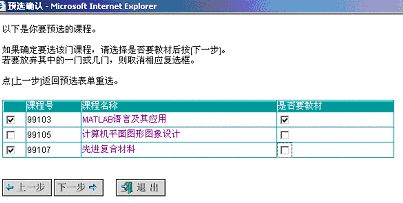 预选确认 - Microsoft Internet Explorer
以下是你要预选的课程。
如果确定要选该门课程，请选择是否要教材后按[下一步]。
若要放弃其中的一门或几门，则取消相应复选框。
点[上一步]返回预选表单重选。
课程号 课程名称 是否要教材
99103 MATLAB语言及其应用
99105 计算机平面图形图象设计
99107 先进复合材料
上一步 下一步 退 出